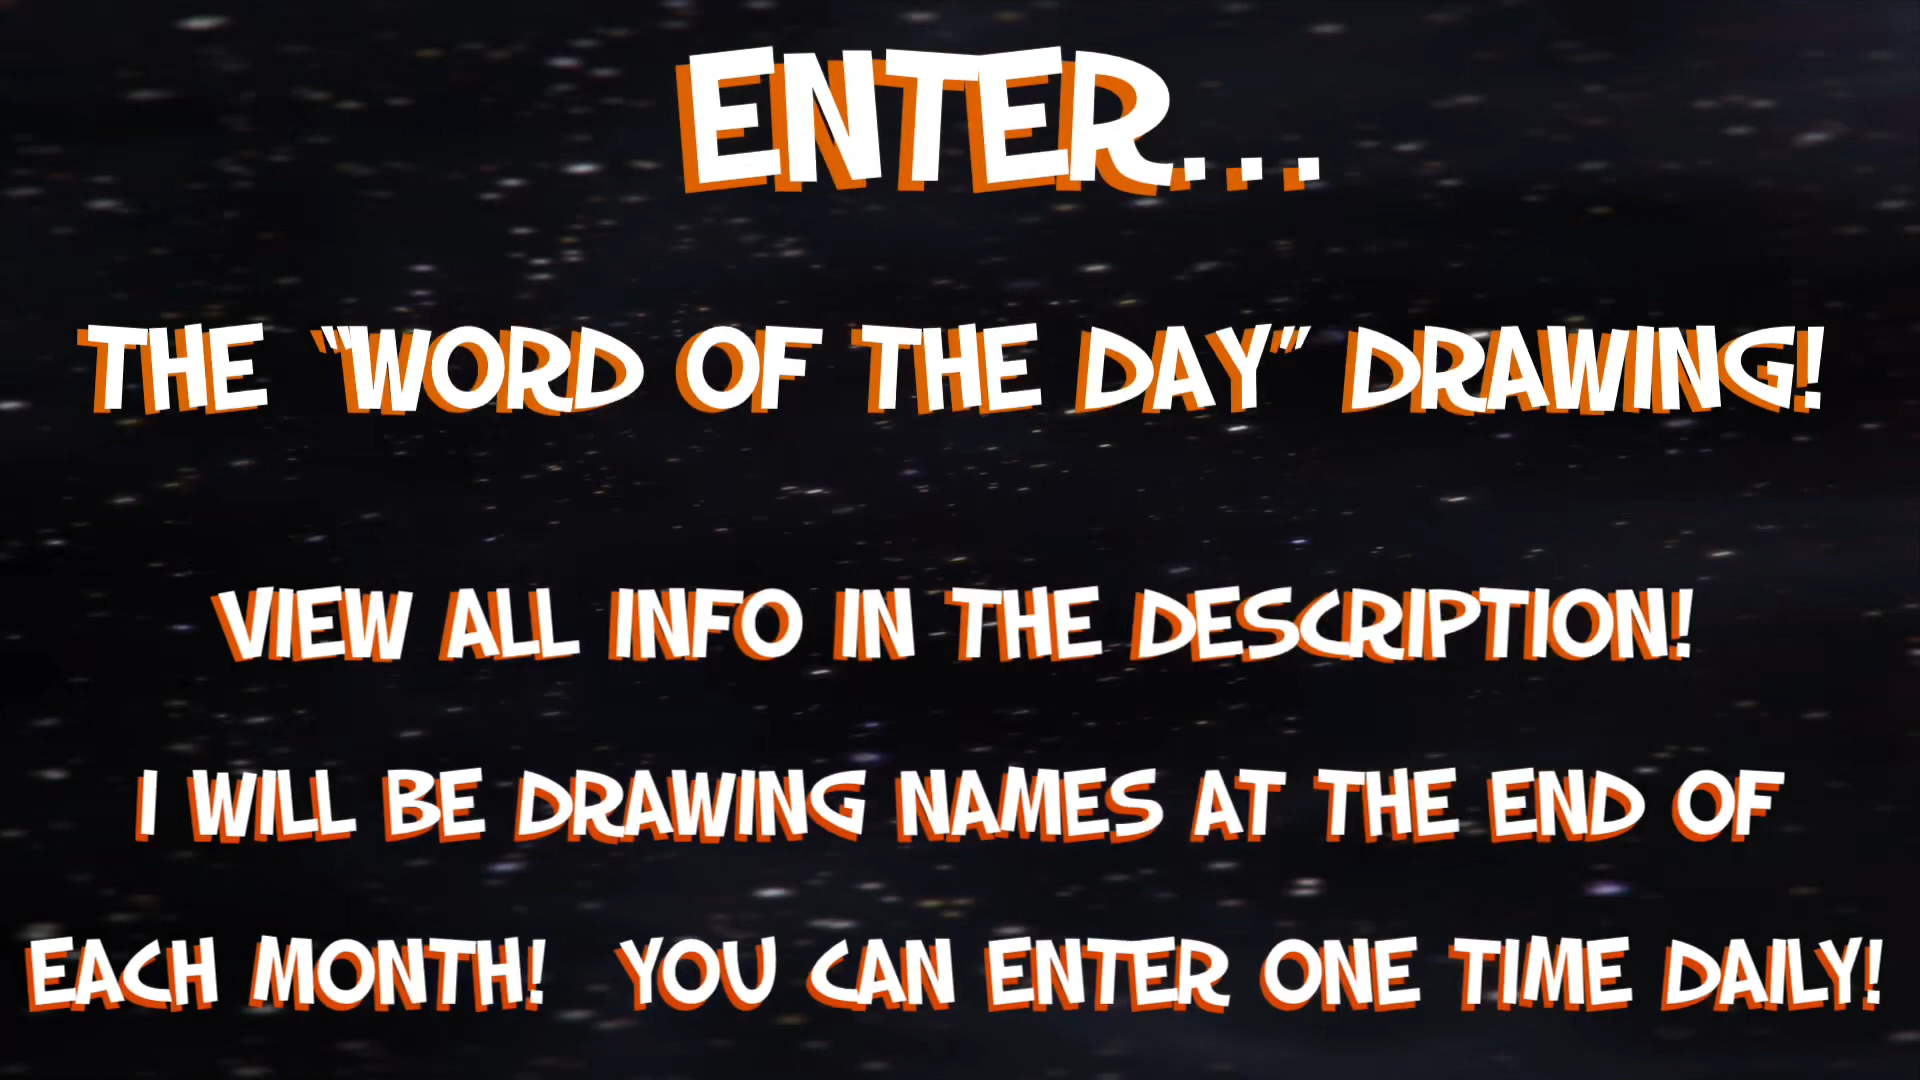 ENTER...
THE "WORD OF THE DAY" DRAWING!
VIEW ALL INFO IN THE DESCRIPTION!
I WILL BE DRAWING NAMES AT THE END OF
EACH MONTH! YOU CAN ENTER ONE TIME DAILY!